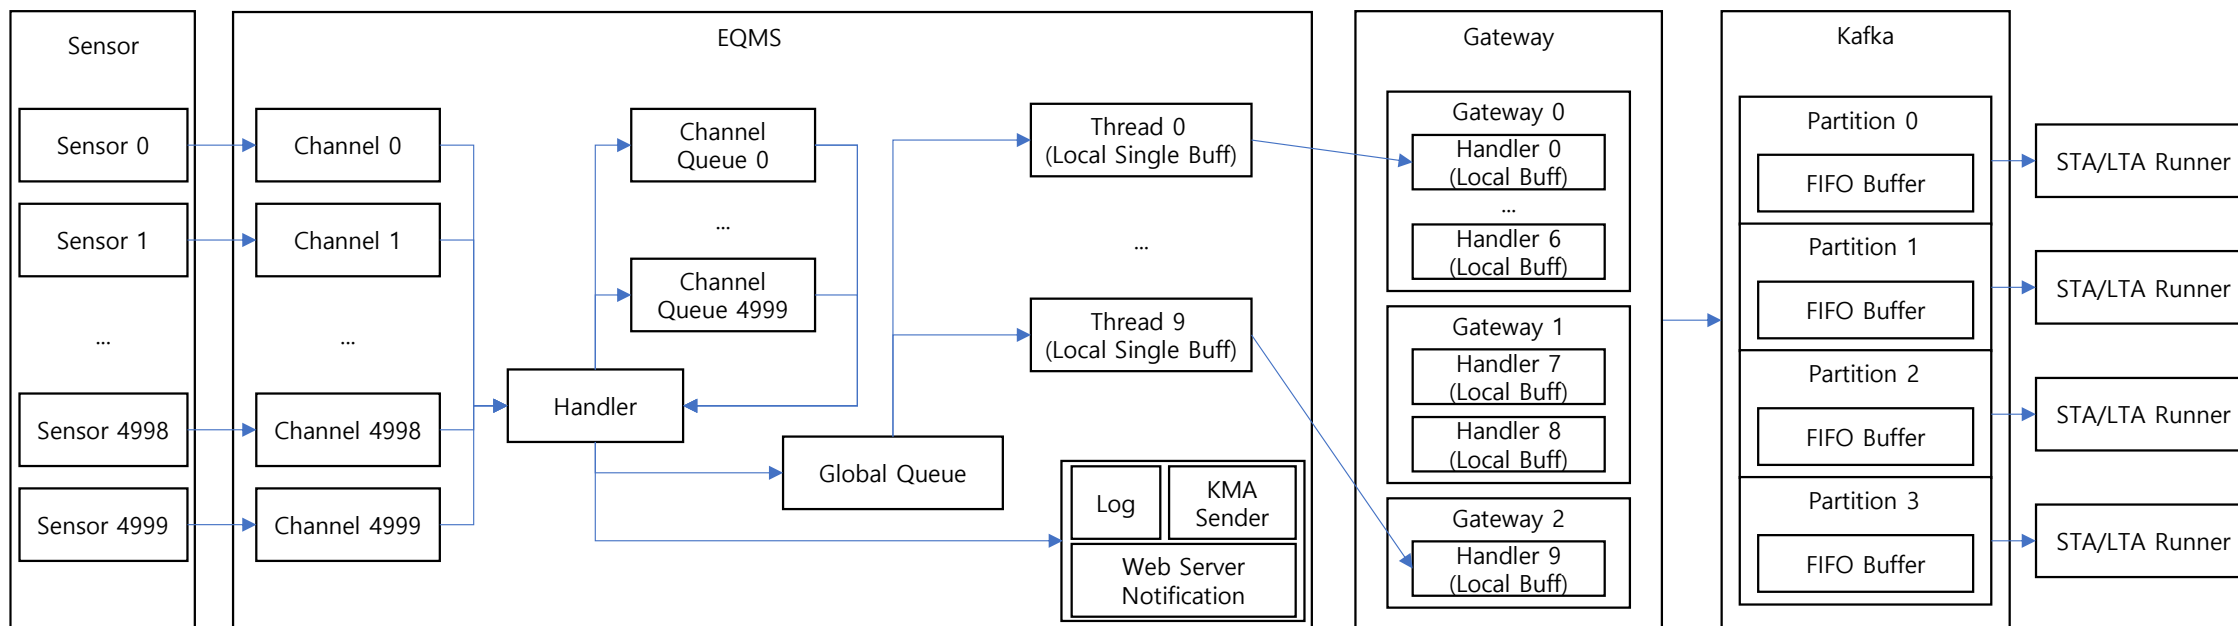 Sensor
Sensor 0
Sensor 1
...
Sensor 4998
Sensor 4999
EQMS
Channel 0
Channel 1
...
Channel 4998
Channel 4999
Handler
Channel
Queue 0
...
Channel
Queue 4999
Global Queue
Thread 0
(Local Single Buff)
...
Thread 9
(Local Single Buff)
Log
KMA
Sender
Web Server
Notification
Gateway
Gateway 0
Handler 0
(Local Buff)
...
Handler 6
(Local Buff)
Gateway 1
Handler 7
(Local Buff)
Handler 8
(Local Buff)
Gateway 2
Handler 9
(Local Buff)
Kafka
Partition 0
FIFO Buffer
Partition 1
FIFO Buffer
Partition 2
FIFO Buffer
Partition 3
FIFO Buffer
STA/LTA Runner
STA/LTA Runner
STA/LTA Runner
STA/LTA Runner